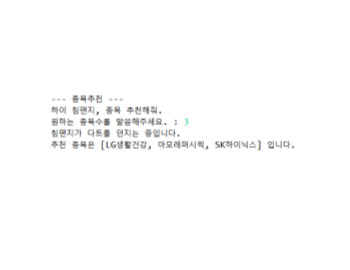 --- 종목추천 ---
하이 침팬지, 종목 추천해줘.
원하는 종목수를 말씀해주세요. : 3
침팬지가 다트를 던지는 중입니다.
추천 종목은 [LG생활건강, 아모레퍼시픽, SK하이닉스] 입니다.